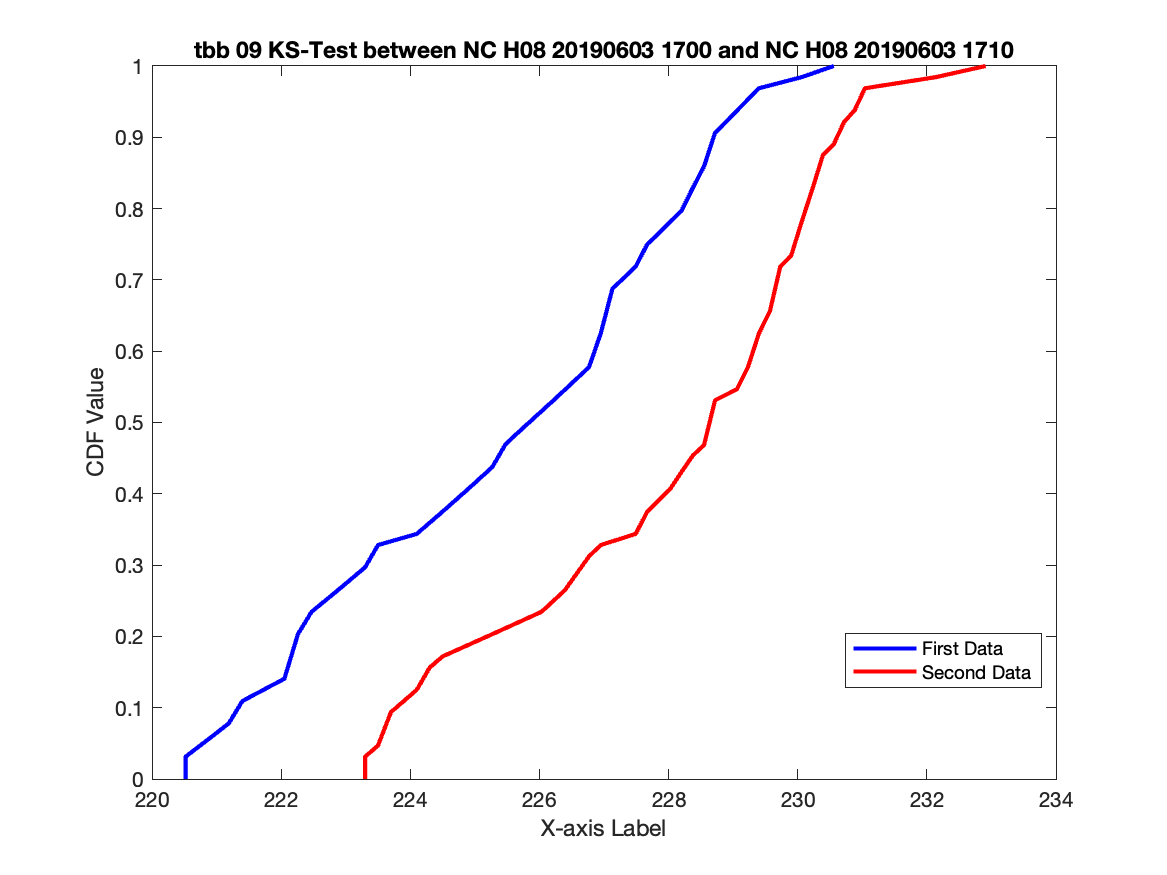 tbb 09 KS-Test between NC H08 20190603 1700 and NC H08 20190603 1710
1
0.9
0.8
0.7
0.6
0.5
0.4
0.3
0.2
0.1
0
CDF Value
First Data
Second Data
220 222 224 226 228 230 232 234
X-axis Label